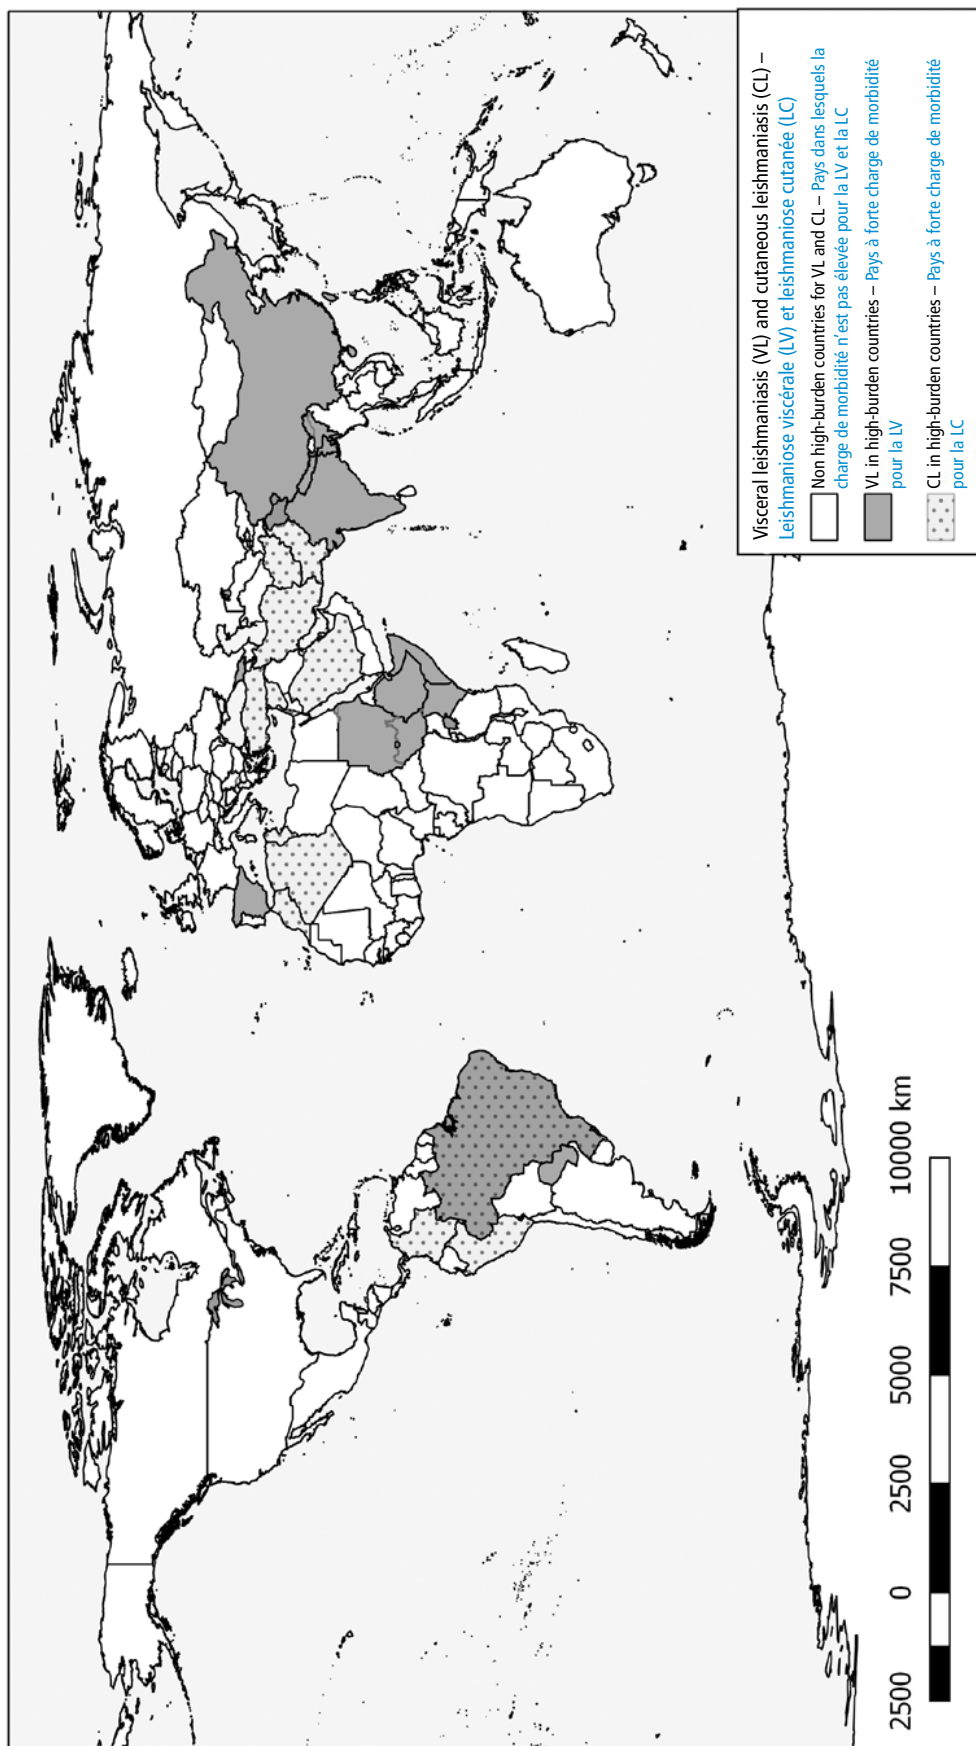 Visceral leishmaniasis (VL) and cutaneous leishmaniasis (CL) –
Leishmaniose viscérale (LV) et leishmaniose cutanée (LC)
Non high-burden countries for VL and CL – Pays dans lesquels la
charge de morbidité n'est pas élevée pour la LV et la LC
VL in high-burden countries – Pays à forte charge de morbidité
pour la LV
CL in high-burden countries – Pays à forte charge de morbidité
pour la LC
2500 0 2500 5000 7500 10000 km